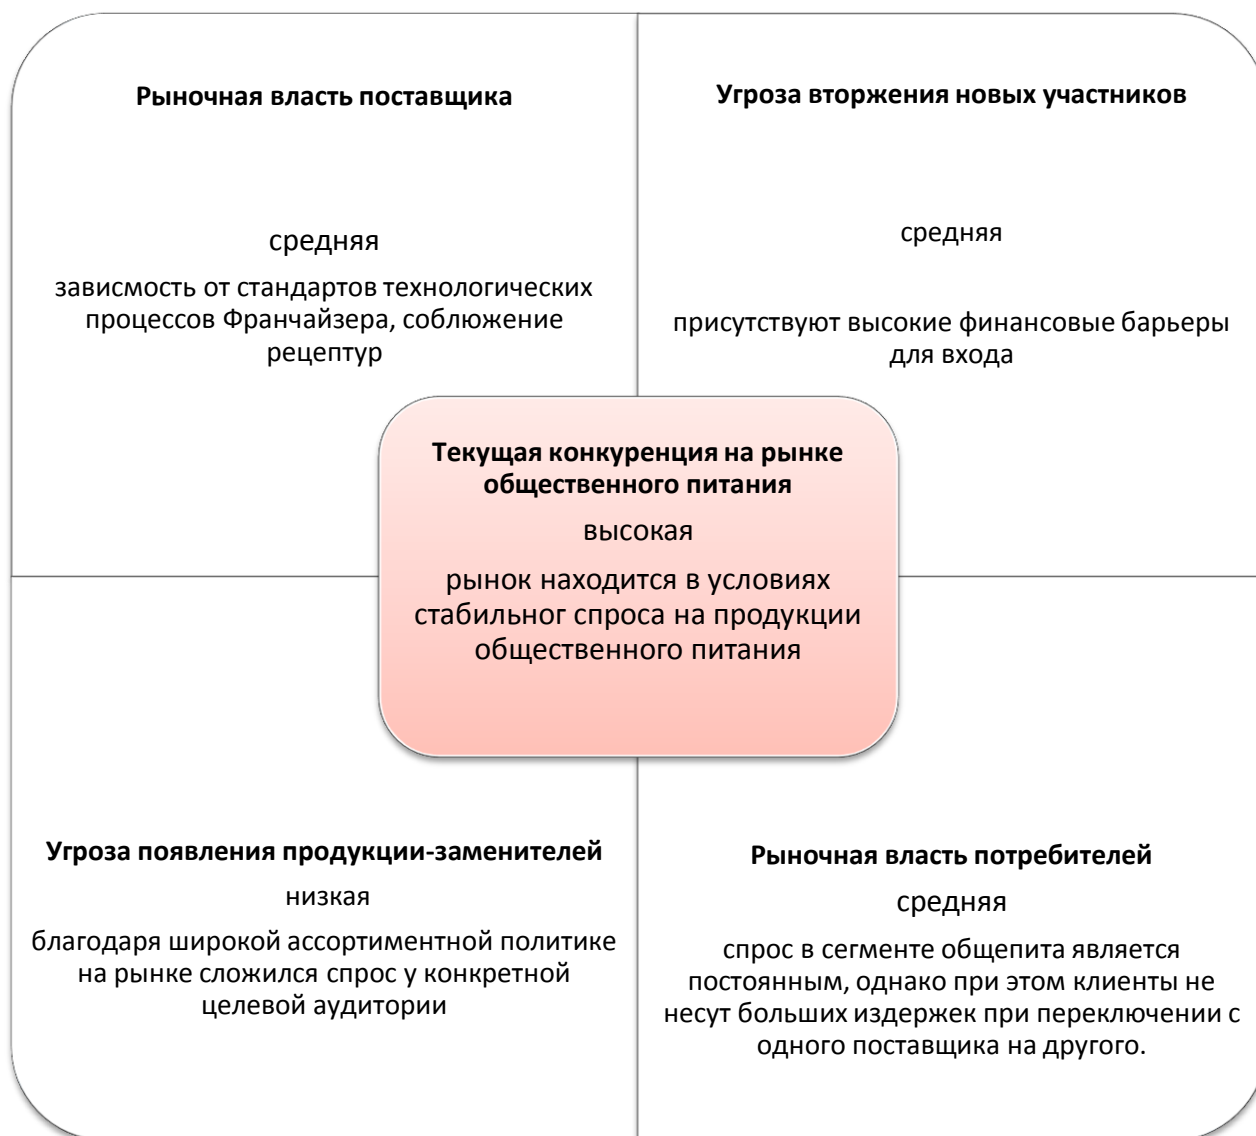 Рыночная власть поставщика
средняя
зависмость от стандартов технологических
процессов Франчайзера, соблюжение
рецептур
Угроза вторжения новых участников
средняя
присутствуют высокие финансовые барьеры
для входа
Текущая конкуренция на рынке
общественного питания
высокая
рынок находится в условиях
стабильног спроса на продукции
общественного питания
Угроза появления продукции-заменителей
низкая
благодаря широкой ассортиментной политике
на рынке сложился спрос у конкретной
целевой аудитории
Рыночная власть потребителей
средняя
спрос в сегменте общепита является
постоянным, однако при этом клиенты не
несут больших издержек при переключении с
одного поставщика на другого.